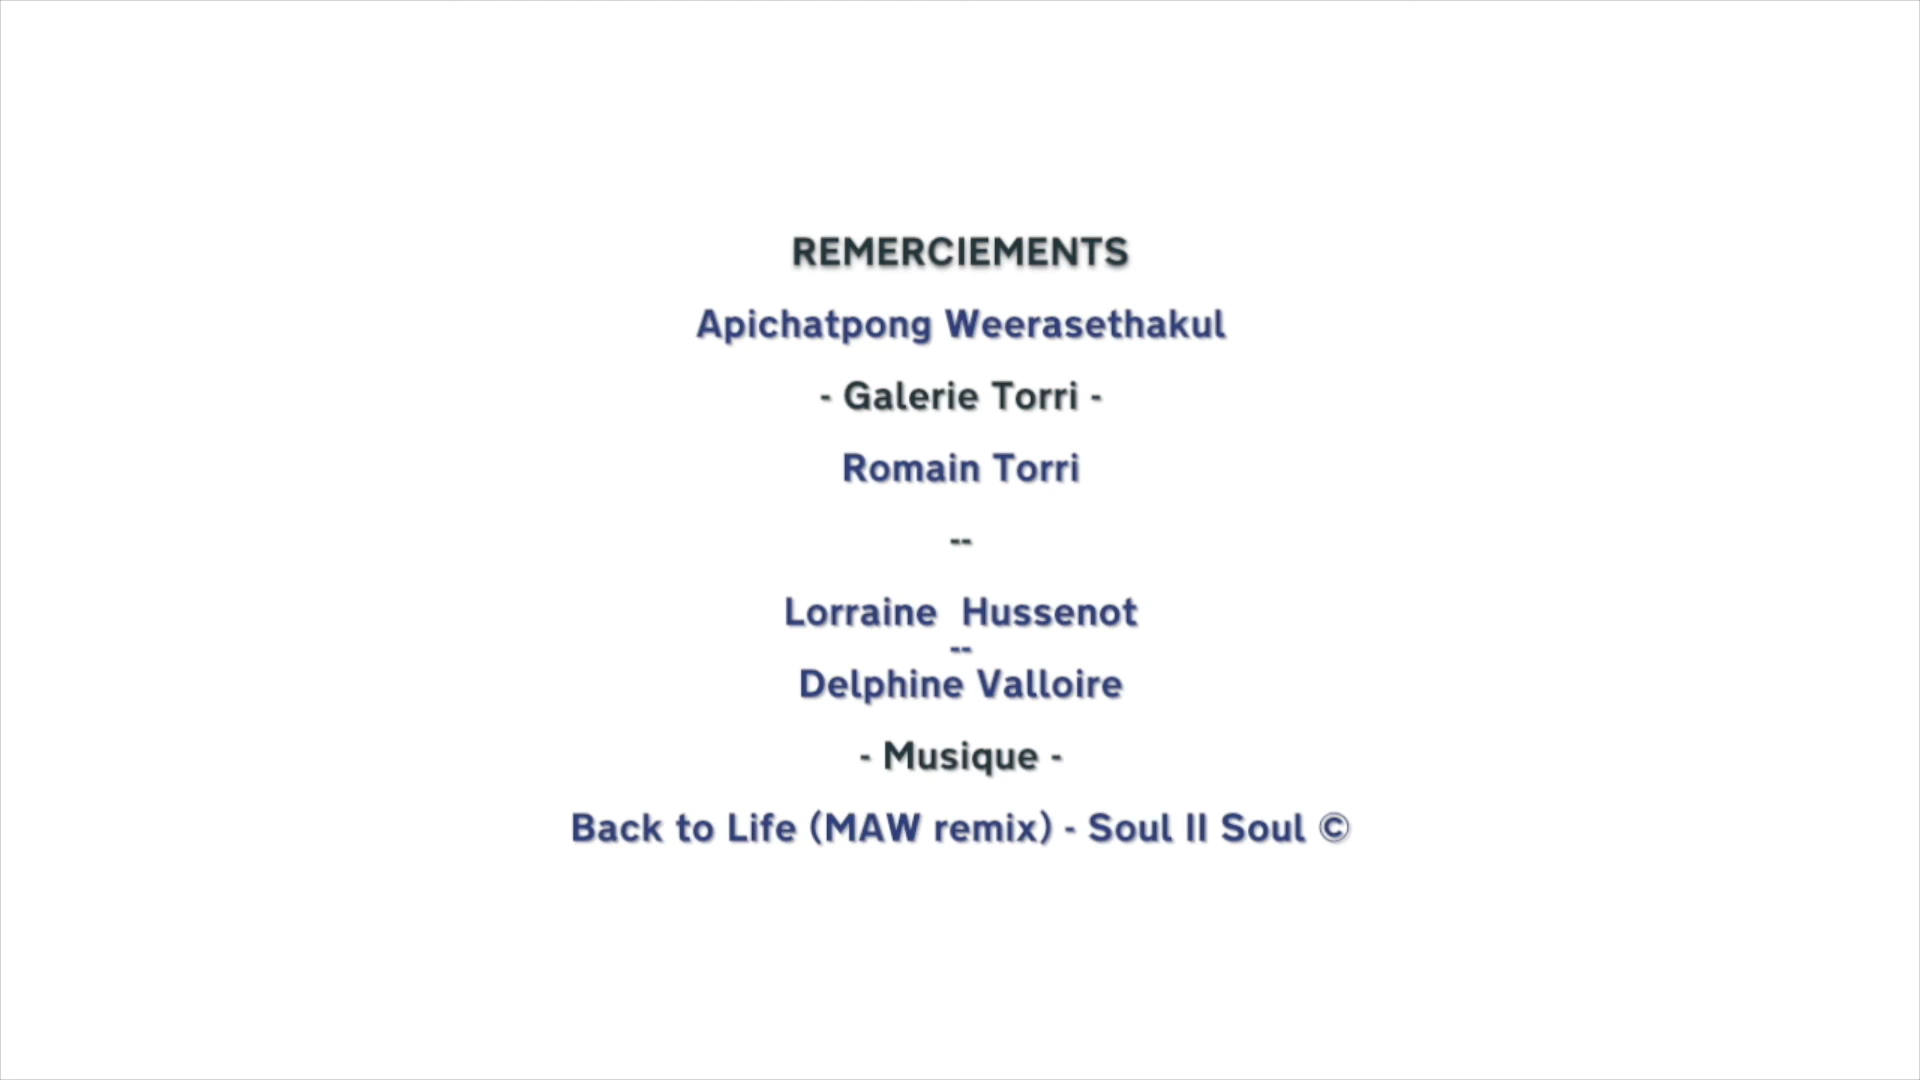 REMERCIEMENTS
Apichatpong Weerasethakul
- Galerie Torri -
Romain Torri
--
Lorraine  Hussenot
--
Delphine Valloire
- Musique -
Back to Life (MAW remix) - Soul II Soul ©